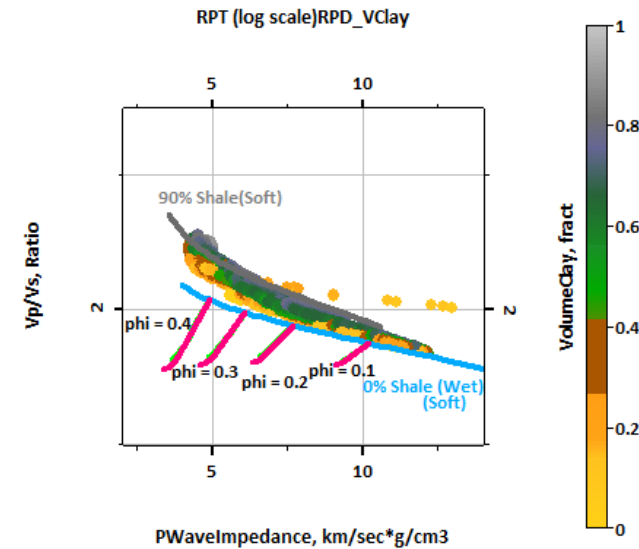 RPT (log scale)RPD_VClay
5 10
90% Shale(Soft)
Vp/Vs, Ratio
2 2
phi = 0.4
phi = 0.3
phi = 0.2
phi = 0.1
0% Shale (Wet)
(Soft)
5 10
PWaveImpedance, km/sec*g/cm3
1
0.8
0.6
0.4
0.2
0
VolumeClay, fract